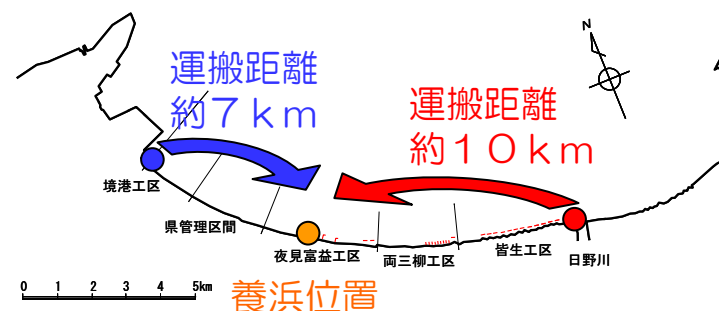 N
運搬距離
約７ｋｍ
運搬距離
約１０ｋｍ
境港工区
県管理区間
夜見富益工区
両三柳工区
皆生工区
日野川
0 1 2 3 4 5km
養浜位置